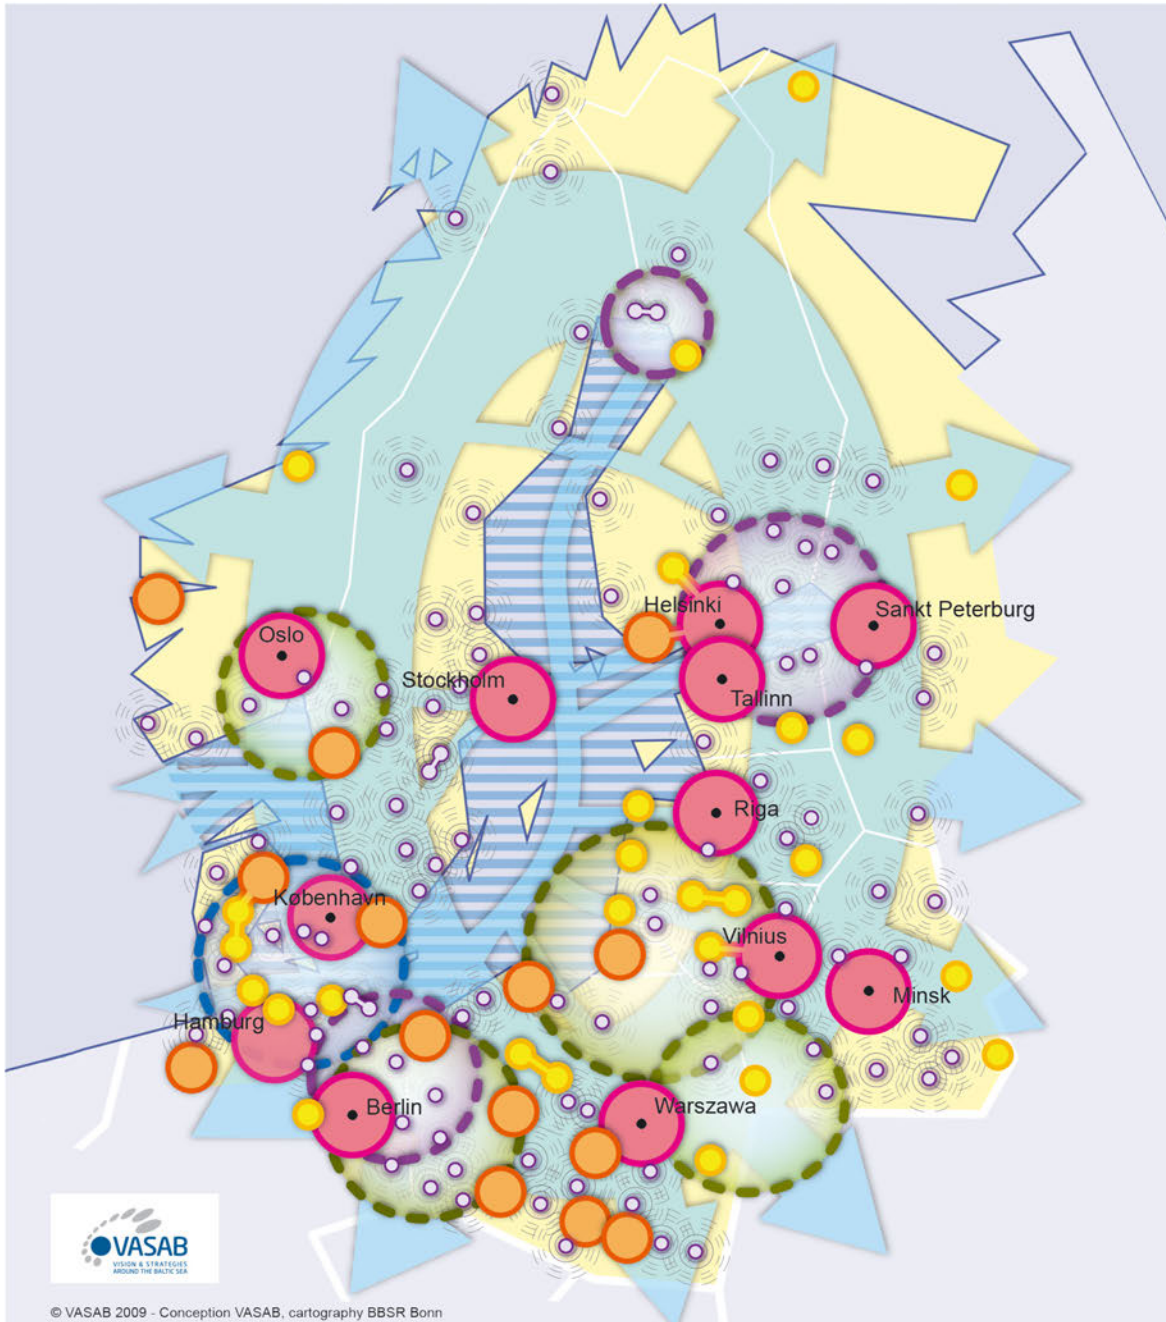 Helsinki
Sankt Peterburg
Oslo
Stockholm
Tallinn
Riga
København
Vilnius
Minsk
Hamburg
Berlin
Warszawa
VASAB
VISION & STRATEGIES
AROUND THE BALTIC SEA
© VASAB 2009 - Conception VASAB, cartography BBSR Bonn